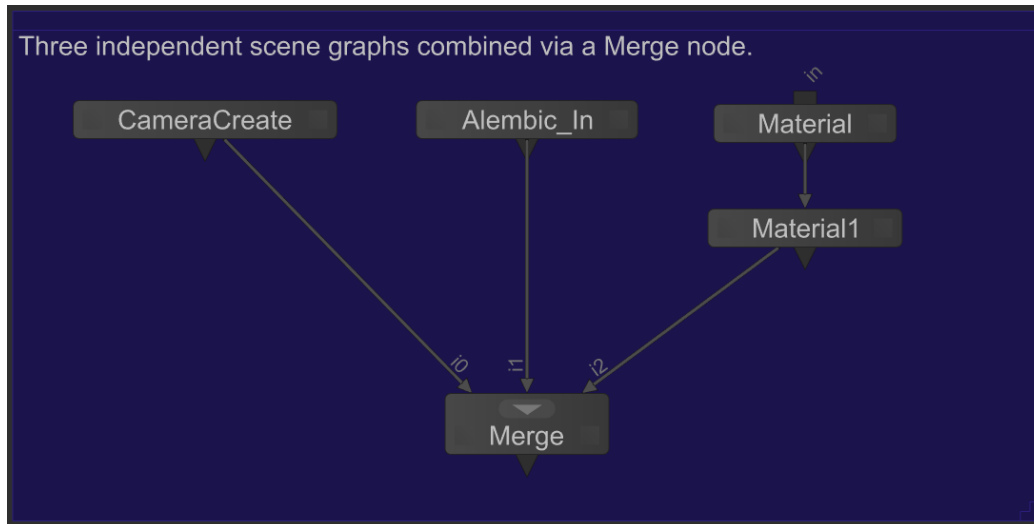 Three independent scene graphs combined via a Merge node.
in
CameraCreate
Alembic_In
Material
Material1
i0
i1
i2
Merge